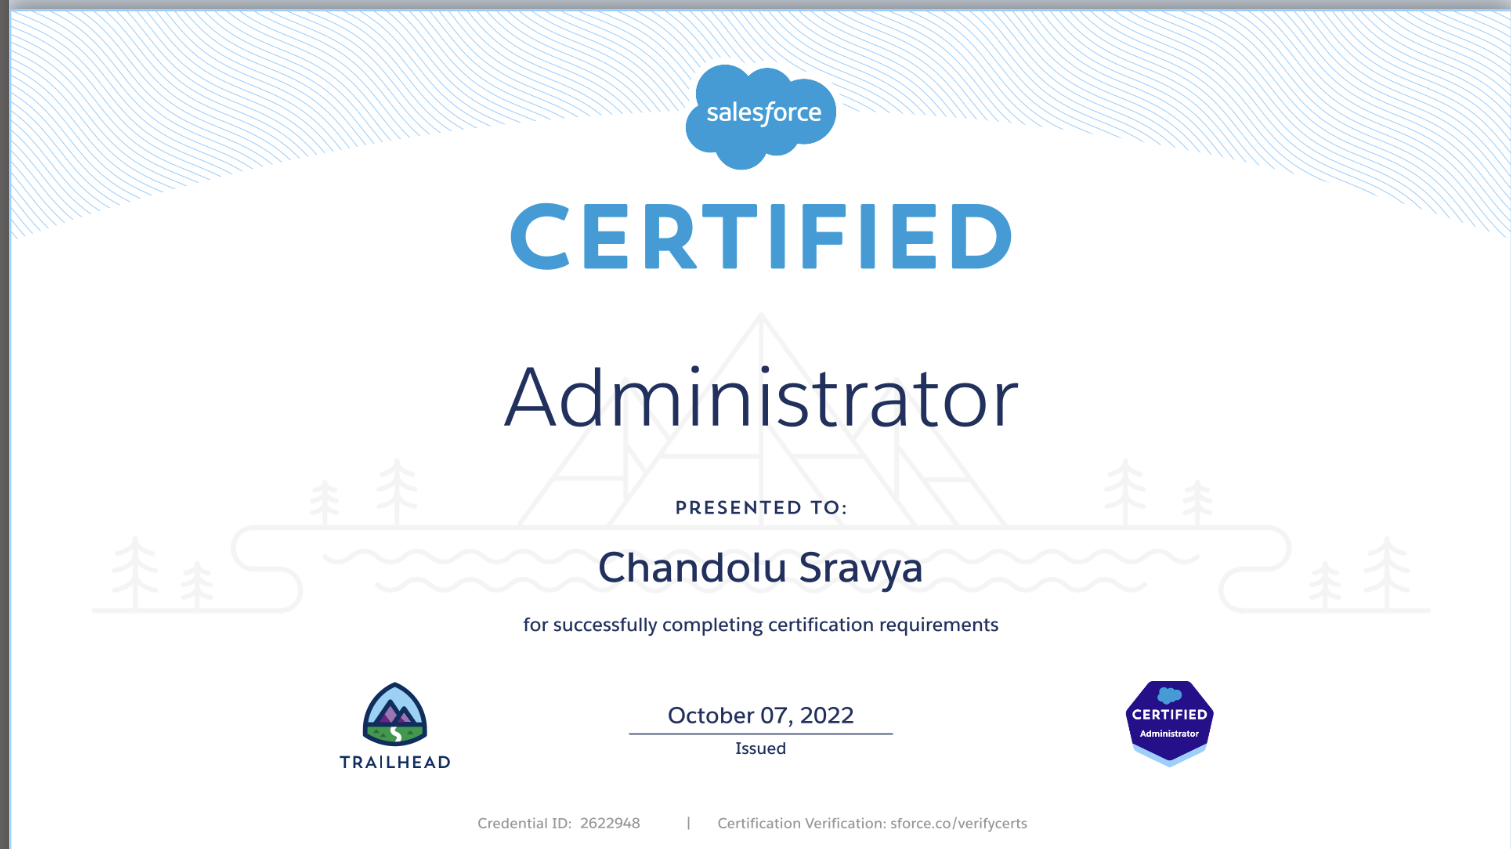 salesforce
CERTIFIED
Administrator
PRESENTED TO:
Chandolu Sravya
for successfully completing certification requirements
TRAILHEAD
October 07, 2022
Issued
CERTIFIED
Administrator
Credential ID: 2622948 | Certification Verification: sforce.co/verifycerts